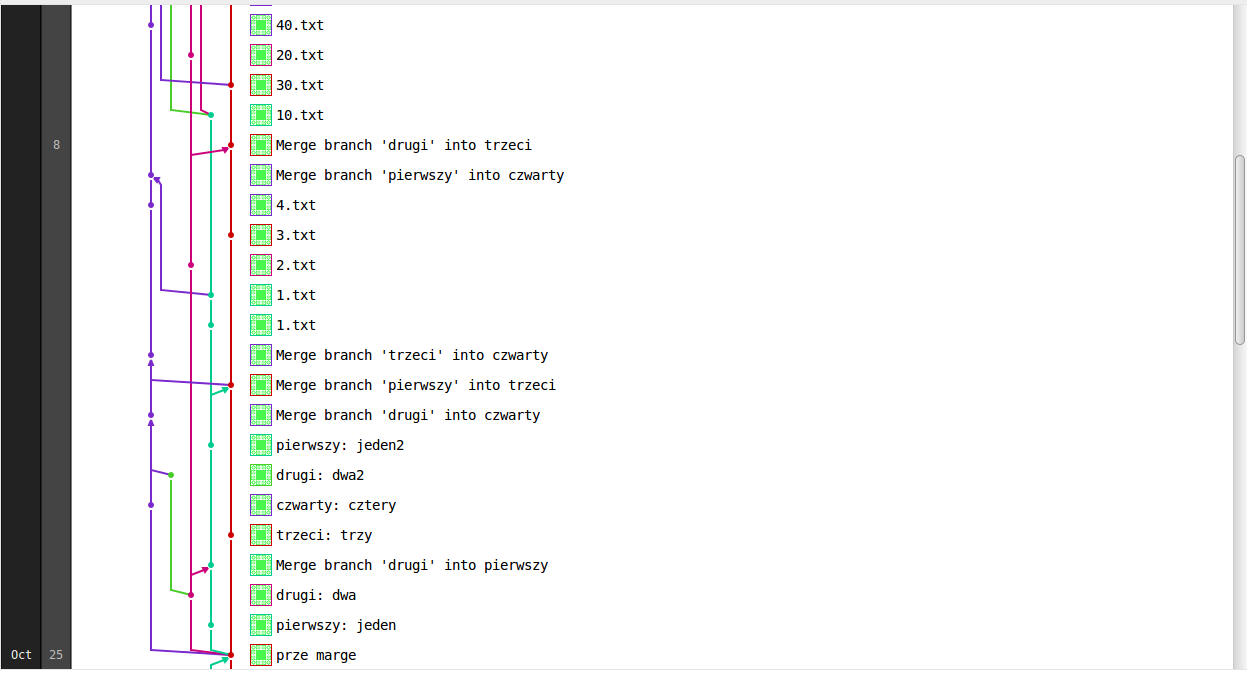 40.txt
20.txt
30.txt
10.txt
8 Merge branch 'drugi' into trzeci
Merge branch 'pierwszy' into czwarty
4.txt
3.txt
2.txt
1.txt
1.txt
Merge branch 'trzeci' into czwarty
Merge branch 'pierwszy' into trzeci
Merge branch 'drugi' into czwarty
pierwszy: jeden2
drugi: dwa2
czwarty: cztery
trzeci: trzy
Merge branch 'drugi' into pierwszy
drugi: dwa
pierwszy: jeden
Oct 25 prze marge